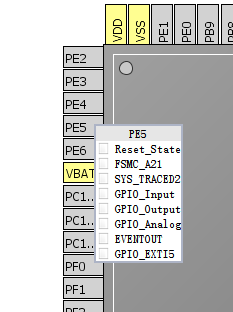 VDD
VSS
PE1
PE0
PB9
PB8
PE2
PE3
PE4
PE5
PE6
VBAT
PC1..
PC1..
PC1..
PF0
PF1
PE5
Reset_State
FSMC_A21
SYS_TRACED2
GPIO_Input
GPIO_Output
GPIO_Analog
EVENTOUT
GPIO_EXTI5